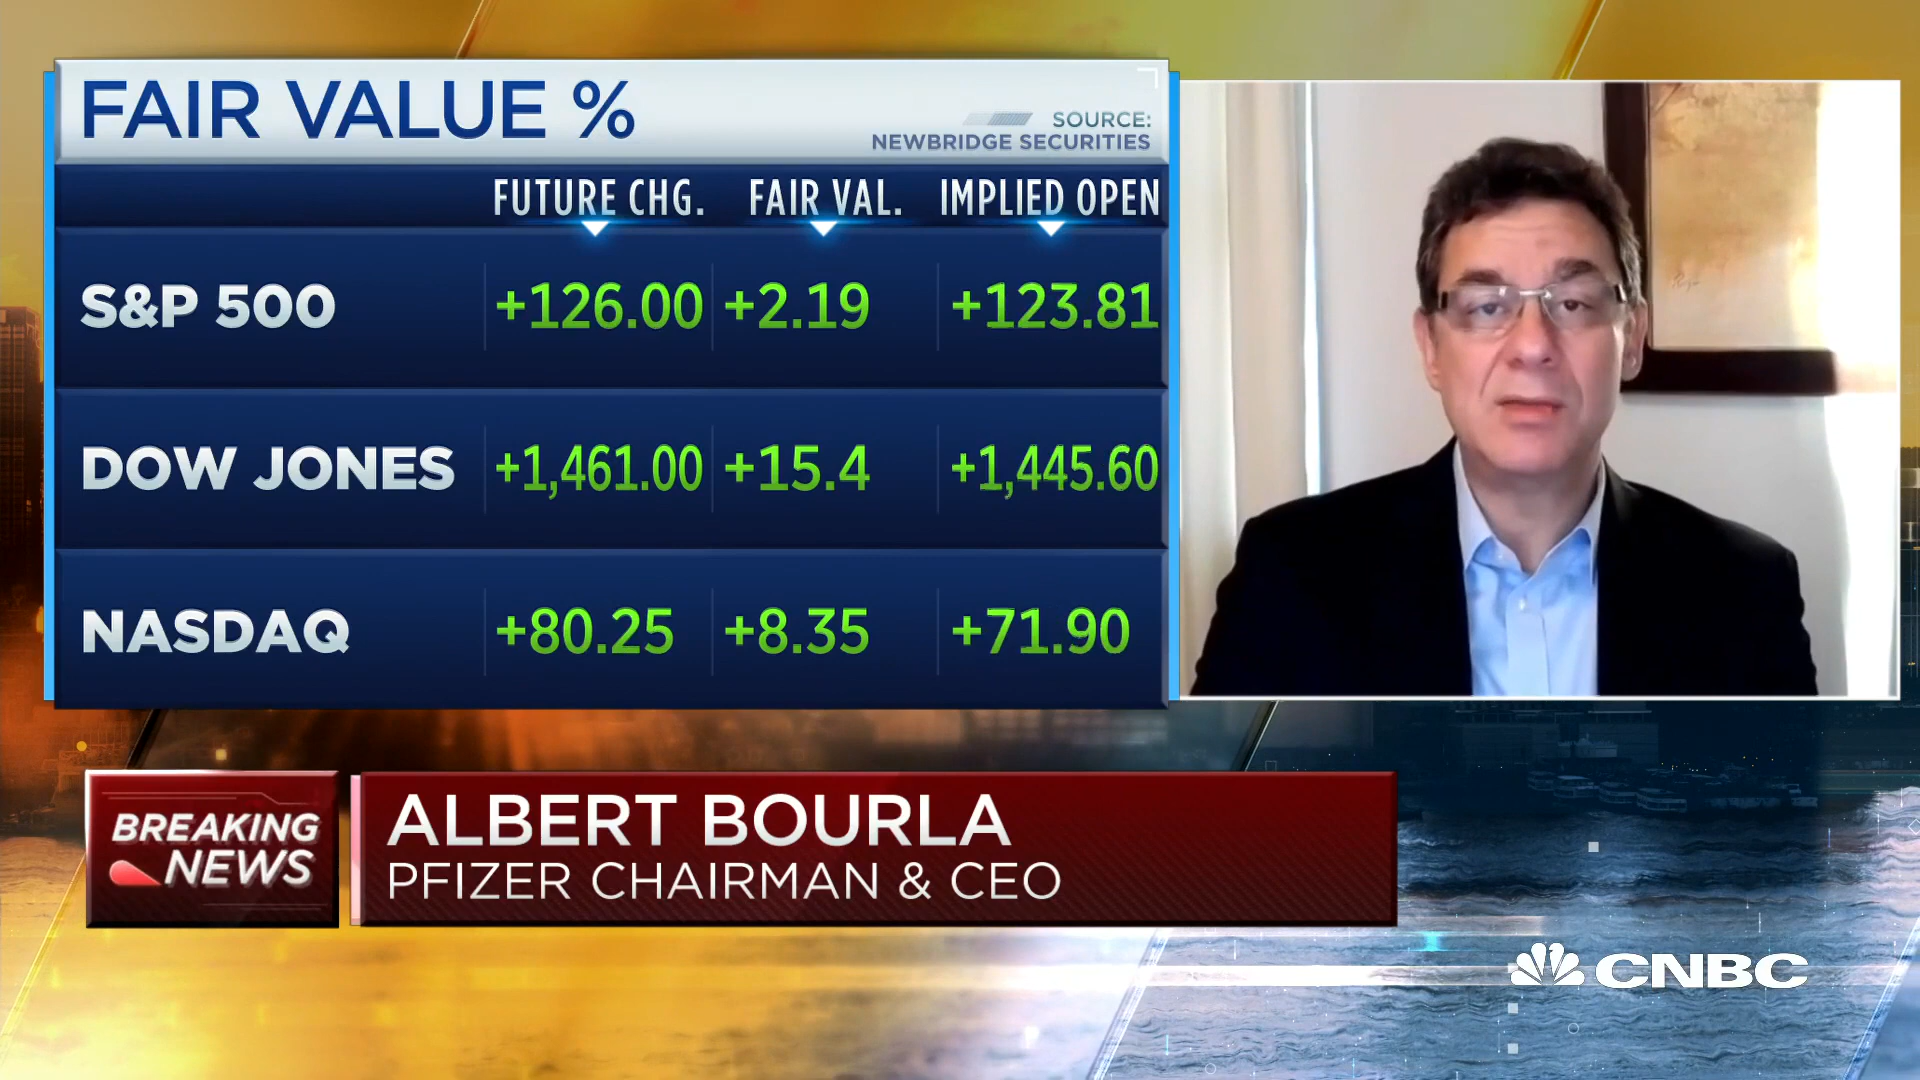 FAIR VALUE %
SOURCE:
NEWBRIDGE SECURITIES
FUTURE CHG. FAIR VAL. IMPLIED OPEN
S&P 500 +126.00 +2.19 +123.81
DOW JONES +1,461.00 +15.4 +1,445.60
NASDAQ +80.25 +8.35 +71.90
BREAKING
NEWS
ALBERT BOURLA
PFIZER CHAIRMAN & CEO
CNBC